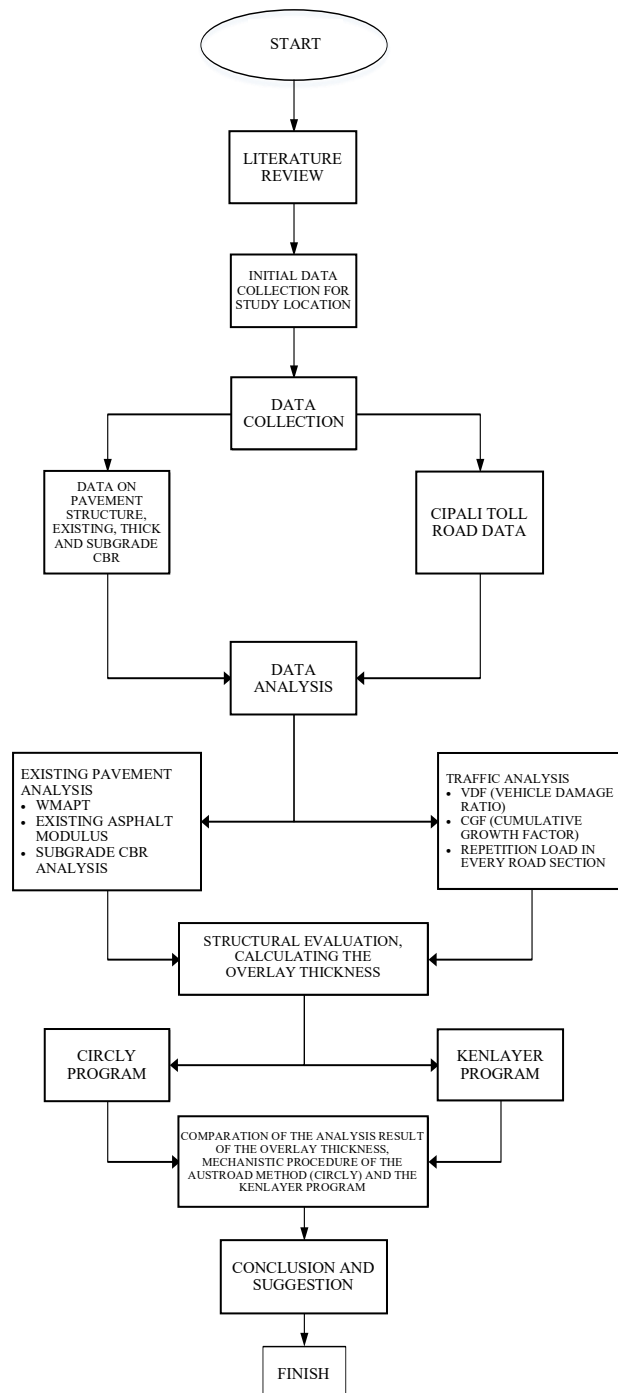 START
LITERATURE
REVIEW
INITIAL DATA
COLLECTION FOR
STUDY LOCATION
DATA
COLLECTION
DATA ON
PAVEMENT
STRUCTURE,
EXISTING, THICK
AND SUBGRADE
CBR
CIPALI TOLL
ROAD DATA
DATA
ANALYSIS
EXISTING PAVEMENT
ANALYSIS
• WMAPT
• EXISTING ASPHALT
MODULUS
• SUBGRADE CBR
ANALYSIS
TRAFFIC ANALYSIS
• VDF (VEHICLE DAMAGE
RATIO)
• CGF (CUMULATIVE
GROWTH FACTOR)
• REPETITION LOAD IN
EVERY ROAD SECTION
STRUCTURAL EVALUATION,
CALCULATING THE
OVERLAY THICKNESS
CIRCLY
PROGRAM
KENLAYER
PROGRAM
COMPARATION OF THE ANALYSIS RESULT
OF THE OVERLAY THICKNESS,
MECHANISTIC PROCEDURE OF THE
AUSTROAD METHOD (CIRCLY) AND THE
KENLAYER PROGRAM
CONCLUSION AND
SUGGESTION
FINISH